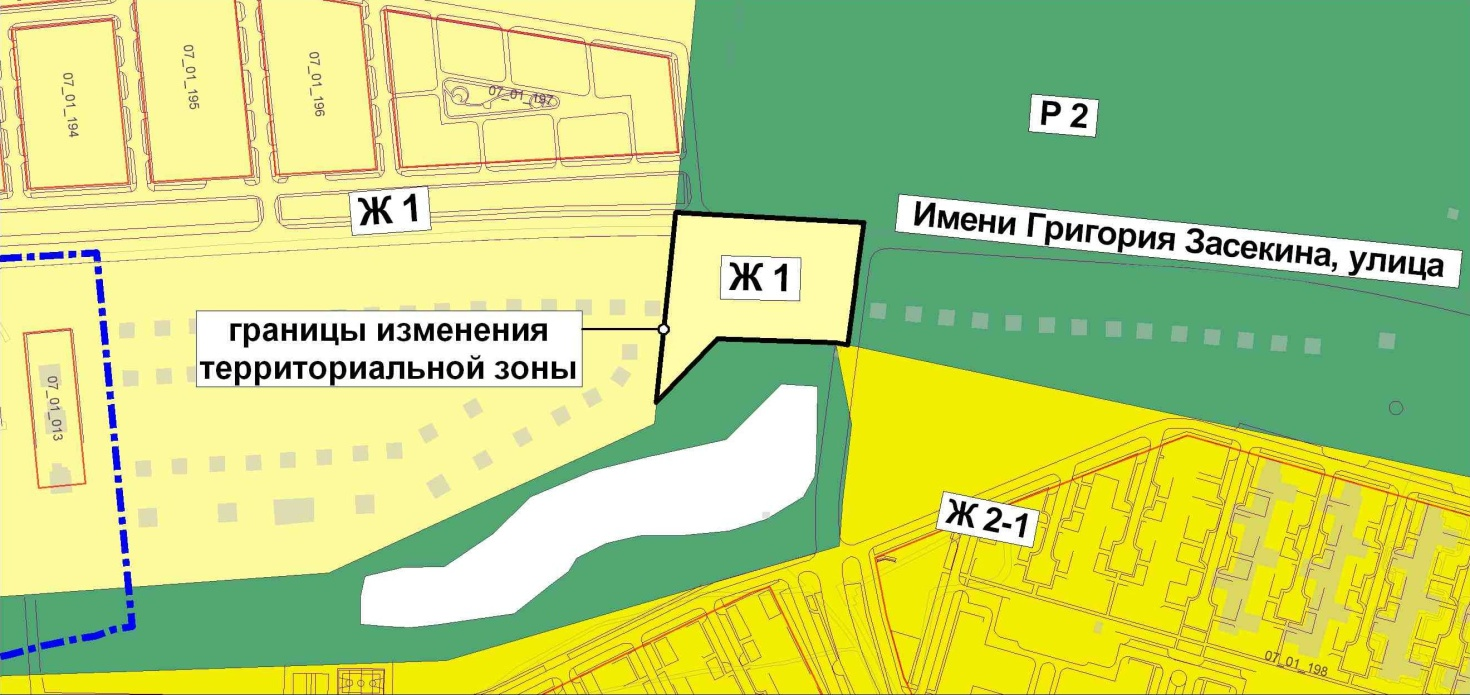 07_01_194
07_01_195
07_01_196
07_01_197
Р 2
Ж 1
Имени Григория Засекина, улица
Ж 1
границы изменения
территориальной зоны
07_01_013
Ж 2-1
07_01_198